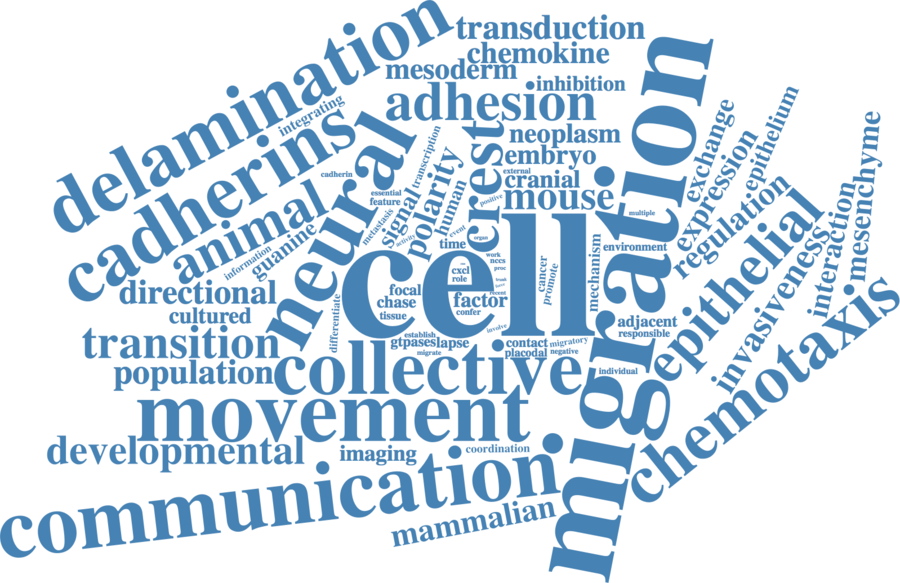 delamination
transduction
chemokine
mesoderm
inhibition
integrating
adhesion
cadherins
neural
neoplasm
embryo
cranial
mouse
migration
exchange
epithelium
expression
regulation
interaction
mesenchyme
transcription
cadherin
essential
feature
signal
polarity
human
crest
external
positive
multiple
animal
information
guanine
metastasis
activity
event
time
organ
cell
work
nccs
proc
cxcl
role
recent
environment
mechanism
cancer
promote
directional
cultured
differentiate
focal
chase
tissue
factor
confer
involve
adjacent
responsible
epithelial
invasiveness
chemotaxis
transition
population
establish
gtpases
lapse
migrate
contact
placodal
migratory
negative
individual
collective
movement
developmental
imaging
coordination
communication
mammalian